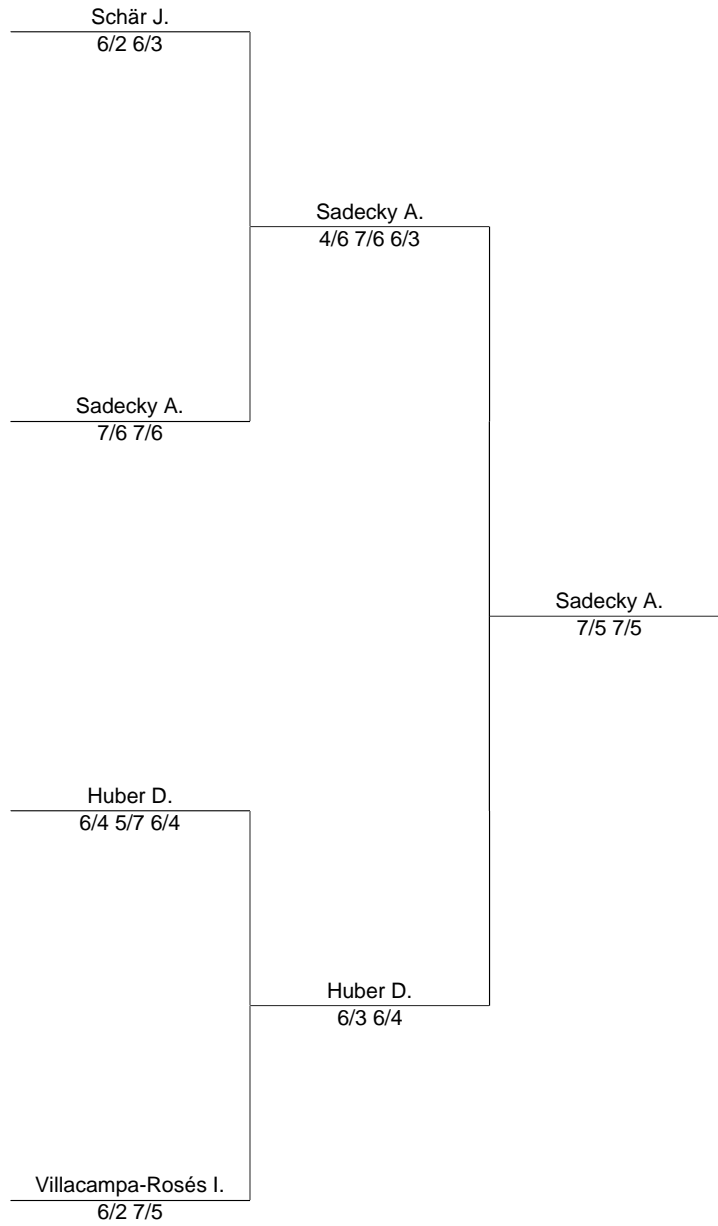 Schär J.
6/2 6/3
Sadecky A.
4/6 7/6 6/3
Sadecky A.
7/6 7/6
Sadecky A.
7/5 7/5
Huber D.
6/4 5/7 6/4
Huber D.
6/3 6/4
Villacampa-Rosés I.
6/2 7/5